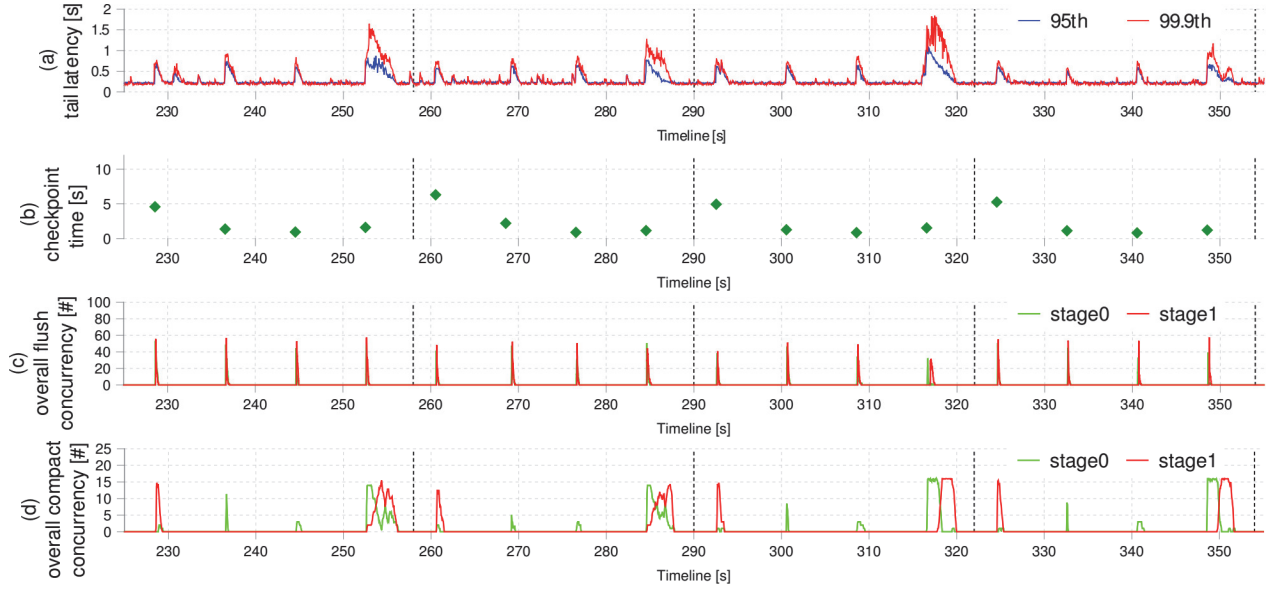 (a)
tail latency [s]
2
1.5
1
0.5
0
95th 99.9th
230 240 250 260 270 280 290 300 310 320 330 340 350
Timeline [s]
(b)
checkpoint
time [s]
10
5
0
230 240 250 260 270 280 290 300 310 320 330 340 350
Timeline [s]
(c)
overall flush
concurrency [#]
100
80
60
40
20
0
stage0 stage1
230 240 250 260 270 280 290 300 310 320 330 340 350
Timeline [s]
(d)
overall compact
concurrency [#]
25
20
15
10
5
0
stage0 stage1
230 240 250 260 270 280 290 300 310 320 330 340 350
Timeline [s]